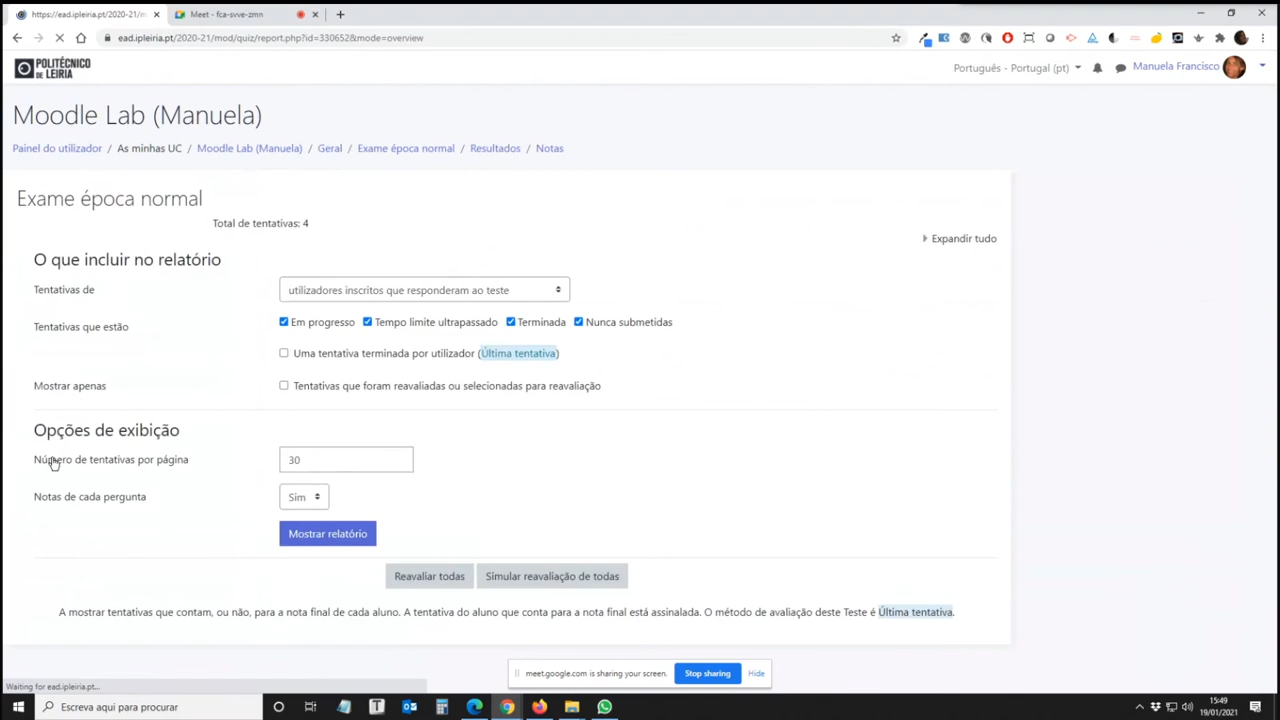 https://ead.ipleiria.pt/2020-21/m
Meet - fca-svve-zmn
ead.ipleiria.pt/2020-21/mod/quiz/report.php?id=330652&mode=overview
POLITÉCNICO
DE LEIRIA
Português - Portugal (pt)
Manuela Francisco
Moodle Lab (Manuela)
Painel do utilizador / As minhas UC / Moodle Lab (Manuela) / Geral / Exame época normal / Resultados / Notas
Exame época normal
Total de tentativas: 4
Expandir tudo
O que incluir no relatório
Tentativas de
utilizadores inscritos que responderam ao teste
Tentativas que estão
Em progresso Tempo limite ultrapassado Terminada Nunca submetidas
Uma tentativa terminada por utilizador (Última tentativa)
Mostrar apenas
Tentativas que foram reavaliadas ou selecionadas para reavaliação
Opções de exibição
Número de tentativas por página
30
Notas de cada pergunta
Sim
Mostrar relatório
Reavaliar todas
Simular reavaliação de todas
A mostrar tentativas que contam, ou não, para a nota final de cada aluno. A tentativa do aluno que conta para a nota final está assinalada. O método de avaliação deste Teste é Última tentativa.
meet.google.com is sharing your screen.
Stop sharing
Hide
Waiting for ead.ipleiria.pt...
Escreva aqui para procurar
15:49
19/01/2021